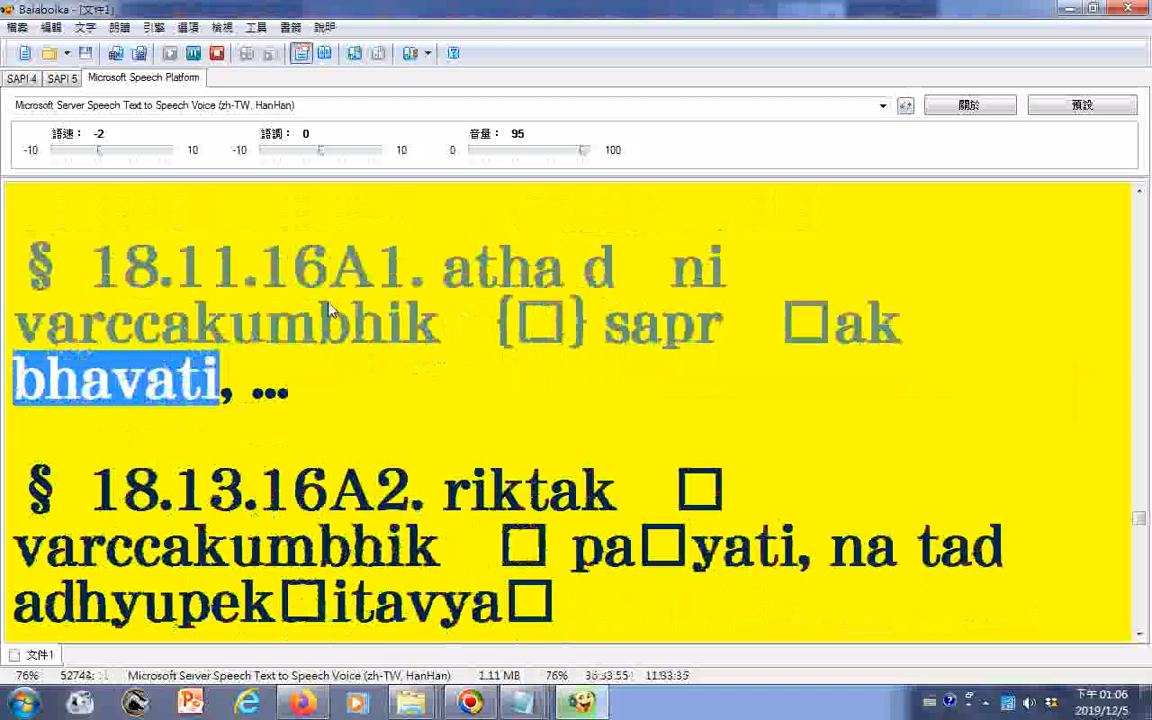 Balabolka - [文件1]
檔案 編輯 文字 朗讀 引擎 選項 檢視 工具 書籤 說明
SAPI 4 SAPI 5 Microsoft Speech Platform
Microsoft Server Speech Text to Speech Voice (zh-TW, HanHan) 關於 預設
語速： -2 語調： 0 音量： 95
-10 10 -10 10 0 100
§ 18.11.16A1. atha d ni
varccakumbhik {□} sapr □ak
bhavati, ...
§ 18.13.16A2. riktak □
varccakumbhik □ pa□yati, na tad
adhyupek□itavya□
文件1
76% Microsoft Server Speech Text to Speech Voice (zh-TW, HanHan) 1.11 MB 76%
下午 01:06
2019/12/5